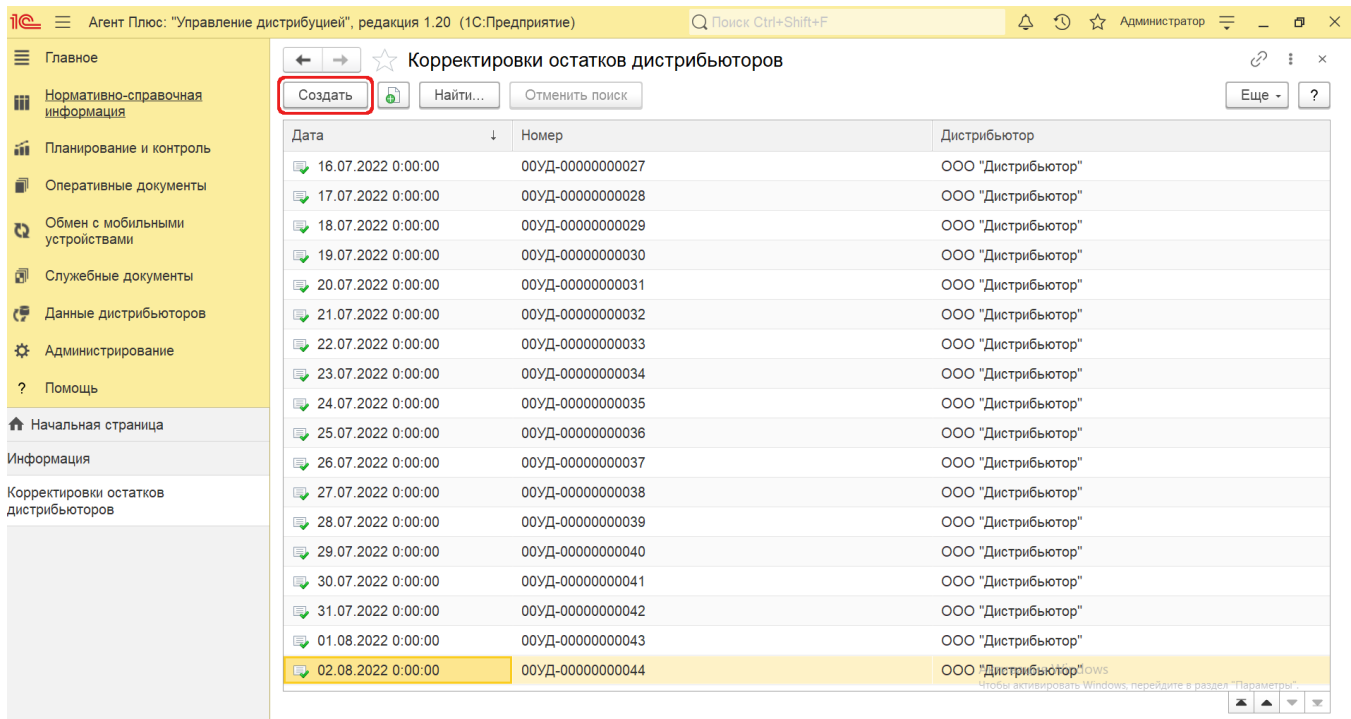 1С Агент Плюс: "Управление дистрибуцией", редакция 1.20 (1С:Предприятие) Поиск Ctrl+Shift+F Администратор
Главное
Нормативно-справочная
информация
Планирование и контроль
Оперативные документы
Обмен с мобильными
устройствами
Служебные документы
Данные дистрибьюторов
Администрирование
? Помощь
Начальная страница
Информация
Корректировки остатков
дистрибьюторов
Корректировки остатков дистрибьюторов
Создать Найти... Отменить поиск Еще ?
Дата ↓ Номер Дистрибьютор
16.07.2022 0:00:00 00УД-00000000027 ООО "Дистрибьютор"
17.07.2022 0:00:00 00УД-00000000028 ООО "Дистрибьютор"
18.07.2022 0:00:00 00УД-00000000029 ООО "Дистрибьютор"
19.07.2022 0:00:00 00УД-00000000030 ООО "Дистрибьютор"
20.07.2022 0:00:00 00УД-00000000031 ООО "Дистрибьютор"
21.07.2022 0:00:00 00УД-00000000032 ООО "Дистрибьютор"
22.07.2022 0:00:00 00УД-00000000033 ООО "Дистрибьютор"
23.07.2022 0:00:00 00УД-00000000034 ООО "Дистрибьютор"
24.07.2022 0:00:00 00УД-00000000035 ООО "Дистрибьютор"
25.07.2022 0:00:00 00УД-00000000036 ООО "Дистрибьютор"
26.07.2022 0:00:00 00УД-00000000037 ООО "Дистрибьютор"
27.07.2022 0:00:00 00УД-00000000038 ООО "Дистрибьютор"
28.07.2022 0:00:00 00УД-00000000039 ООО "Дистрибьютор"
29.07.2022 0:00:00 00УД-00000000040 ООО "Дистрибьютор"
30.07.2022 0:00:00 00УД-00000000041 ООО "Дистрибьютор"
31.07.2022 0:00:00 00УД-00000000042 ООО "Дистрибьютор"
01.08.2022 0:00:00 00УД-00000000043 ООО "Дистрибьютор"
02.08.2022 0:00:00 00УД-00000000044 ООО "Дистрибьютор"
Чтобы активировать Windows, перейдите в раздел "Параметры".